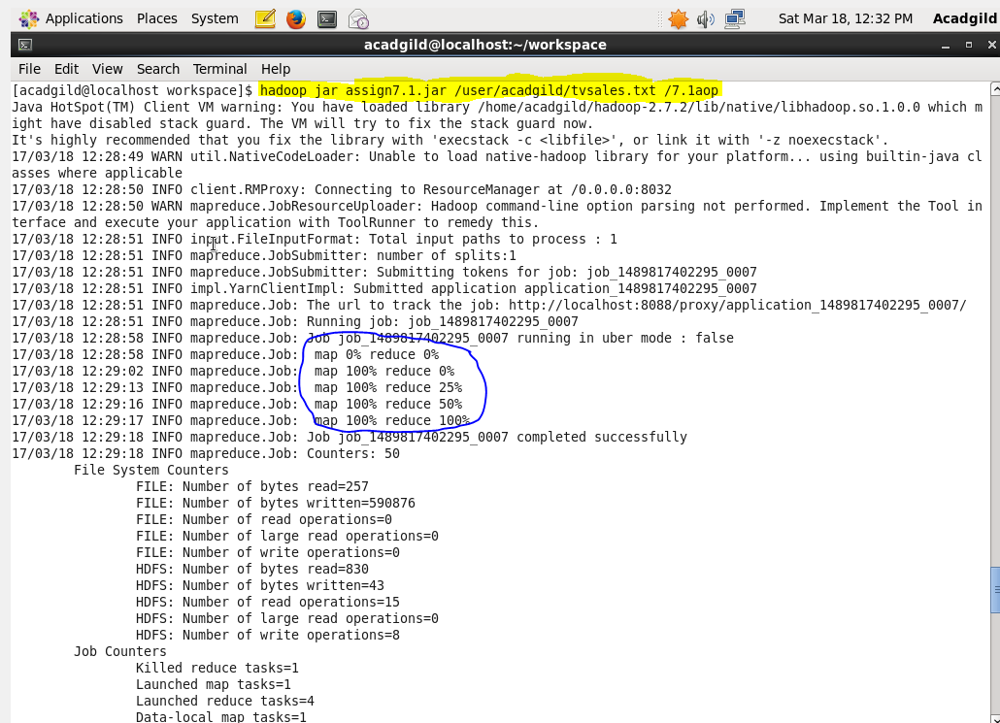 Applications Places System Sat Mar 18, 12:32 PM Acadgild
acadgild@localhost:~/workspace
File Edit View Search Terminal Help
[acadgild@localhost workspace]$ hadoop jar assign7.1.jar /user/acadgild/tvsales.txt /7.1aop
Java HotSpot(TM) Client VM warning: You have loaded library /home/acadgild/hadoop-2.7.2/lib/native/libhadoop.so.1.0.0 which m
ight have disabled stack guard. The VM will try to fix the stack guard now.
It's highly recommended that you fix the library with 'execstack -c <libfile>', or link it with '-z noexecstack'.
17/03/18 12:28:49 WARN util.NativeCodeLoader: Unable to load native-hadoop library for your platform... using builtin-java cl
asses where applicable
17/03/18 12:28:50 INFO client.RMProxy: Connecting to ResourceManager at /0.0.0.0:8032
17/03/18 12:28:50 WARN mapreduce.JobResourceUploader: Hadoop command-line option parsing not performed. Implement the Tool in
terface and execute your application with ToolRunner to remedy this.
17/03/18 12:28:51 INFO input.FileInputFormat: Total input paths to process : 1
17/03/18 12:28:51 INFO mapreduce.JobSubmitter: number of splits:1
17/03/18 12:28:51 INFO mapreduce.JobSubmitter: Submitting tokens for job: job_1489817402295_0007
17/03/18 12:28:51 INFO impl.YarnClientImpl: Submitted application application_1489817402295_0007
17/03/18 12:28:51 INFO mapreduce.Job: The url to track the job: http://localhost:8088/proxy/application_1489817402295_0007/
17/03/18 12:28:51 INFO mapreduce.Job: Running job: job_1489817402295_0007
17/03/18 12:28:58 INFO mapreduce.Job: Job job_1489817402295_0007 running in uber mode : false
17/03/18 12:28:58 INFO mapreduce.Job:  map 0% reduce 0%
17/03/18 12:29:02 INFO mapreduce.Job:  map 100% reduce 0%
17/03/18 12:29:13 INFO mapreduce.Job:  map 100% reduce 25%
17/03/18 12:29:16 INFO mapreduce.Job:  map 100% reduce 50%
17/03/18 12:29:17 INFO mapreduce.Job:  map 100% reduce 100%
17/03/18 12:29:18 INFO mapreduce.Job: Job job_1489817402295_0007 completed successfully
17/03/18 12:29:18 INFO mapreduce.Job: Counters: 50
File System Counters
FILE: Number of bytes read=257
FILE: Number of bytes written=590876
FILE: Number of read operations=0
FILE: Number of large read operations=0
FILE: Number of write operations=0
HDFS: Number of bytes read=830
HDFS: Number of bytes written=43
HDFS: Number of read operations=15
HDFS: Number of large read operations=0
HDFS: Number of write operations=8
Job Counters
Killed reduce tasks=1
Launched map tasks=1
Launched reduce tasks=4
Data-local map tasks=1